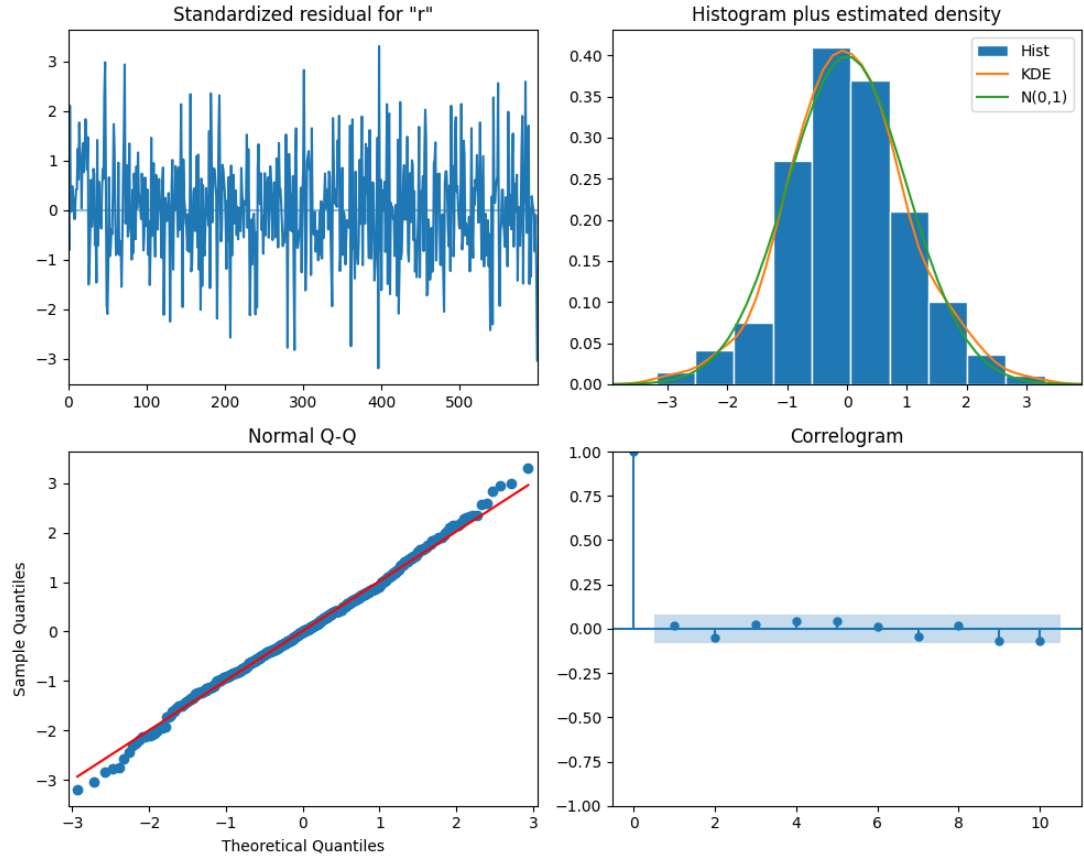 Standardized residual for "r"
3
2
1
0
−1
−2
−3
0 100 200 300 400 500
Histogram plus estimated density
Hist
KDE
N(0,1)
0.40
0.35
0.30
0.25
0.20
0.15
0.10
0.05
0.00
−3 −2 −1 0 1 2 3
Normal Q-Q
Sample Quantiles
3
2
1
0
−1
−2
−3
−3 −2 −1 0 1 2 3
Theoretical Quantiles
Correlogram
1.00
0.75
0.50
0.25
0.00
−0.25
−0.50
−0.75
−1.00
0 2 4 6 8 10